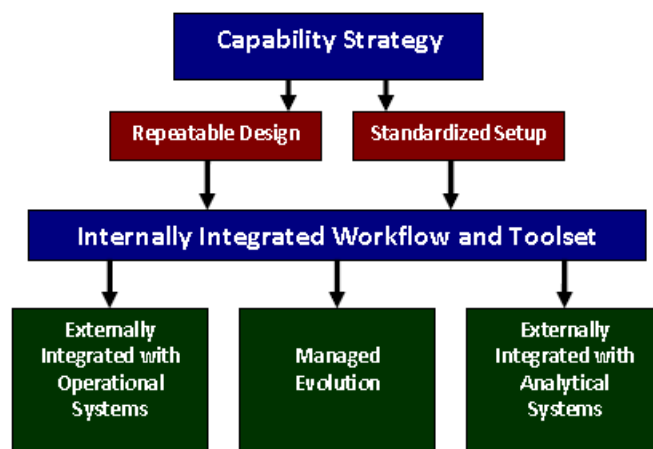 Capability Strategy
Repeatable Design
Standardized Setup
Internally Integrated Workflow and Toolset
Externally
Integrated with
Operational
Systems
Managed
Evolution
Externally
Integrated with
Analytical
Systems